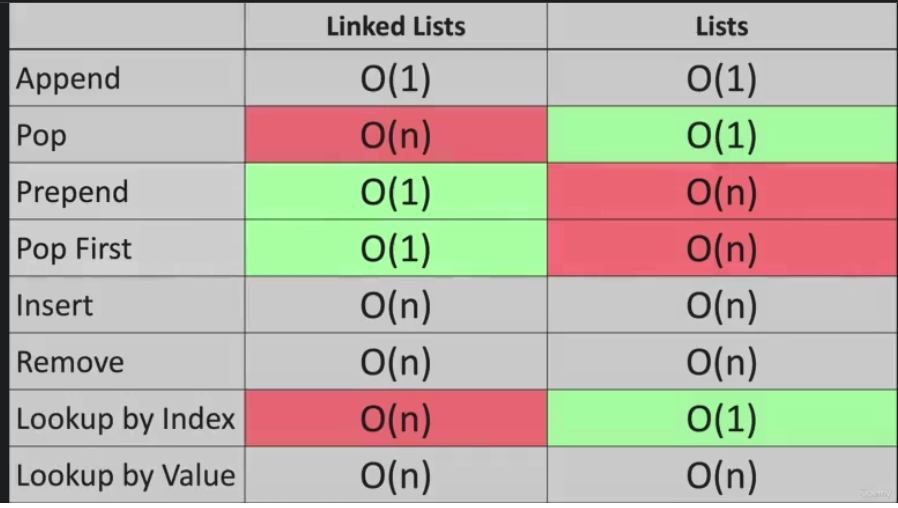 Linked Lists Lists
Append O(1) O(1)
Pop O(n) O(1)
Prepend O(1) O(n)
Pop First O(1) O(n)
Insert O(n) O(n)
Remove O(n) O(n)
Lookup by Index O(n) O(1)
Lookup by Value O(n) O(n)